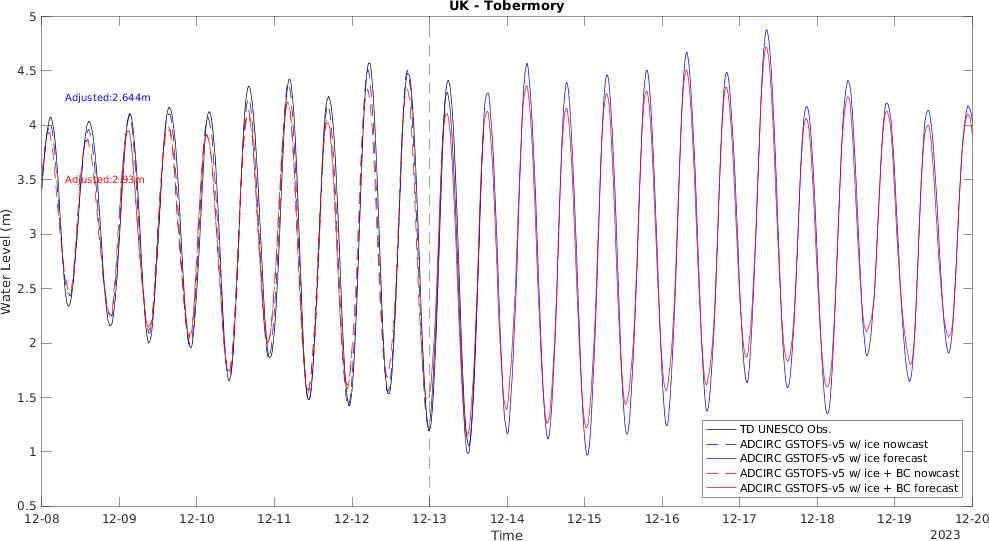 UK - Tobermory
5
4.5
4
3.5
3
2.5
2
1.5
1
0.5
Water Level (m)
Adjusted:2.644m
Adjusted:2.93m
TD UNESCO Obs.
ADCIRC GSTOFS-v5 w/ ice nowcast
ADCIRC GSTOFS-v5 w/ ice forecast
ADCIRC GSTOFS-v5 w/ ice + BC nowcast
ADCIRC GSTOFS-v5 w/ ice + BC forecast
12-08 12-09 12-10 12-11 12-12 12-13 12-14 12-15 12-16 12-17 12-18 12-19 12-20
Time
2023